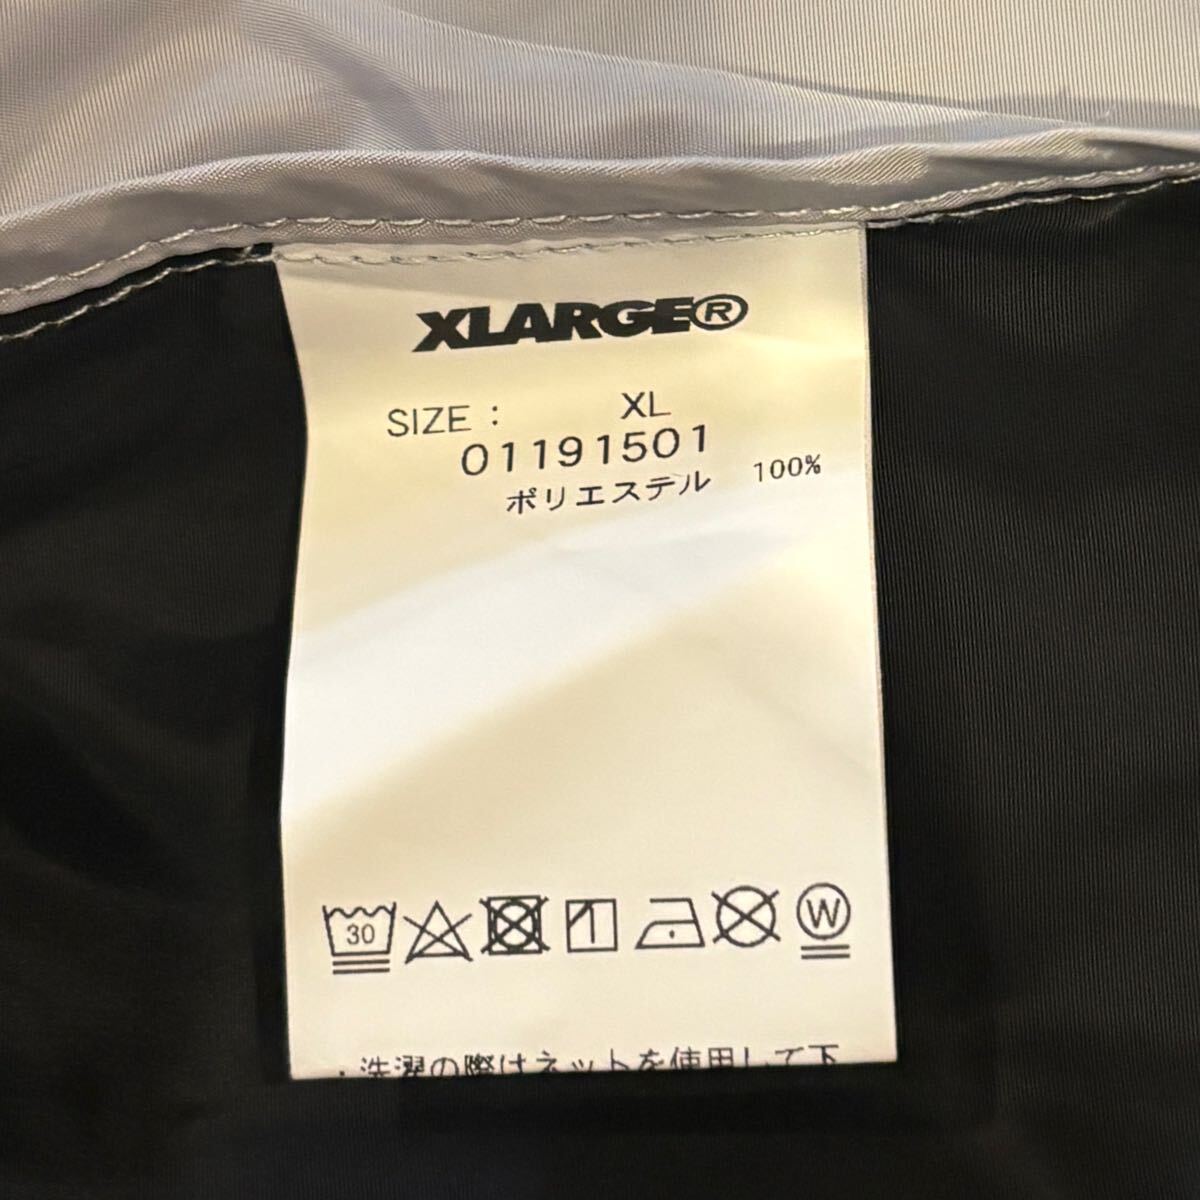 XLARGE®
SIZE : XL
01191501
ポリエステル 100%
30 W
・洗濯の際はネットを使用して下